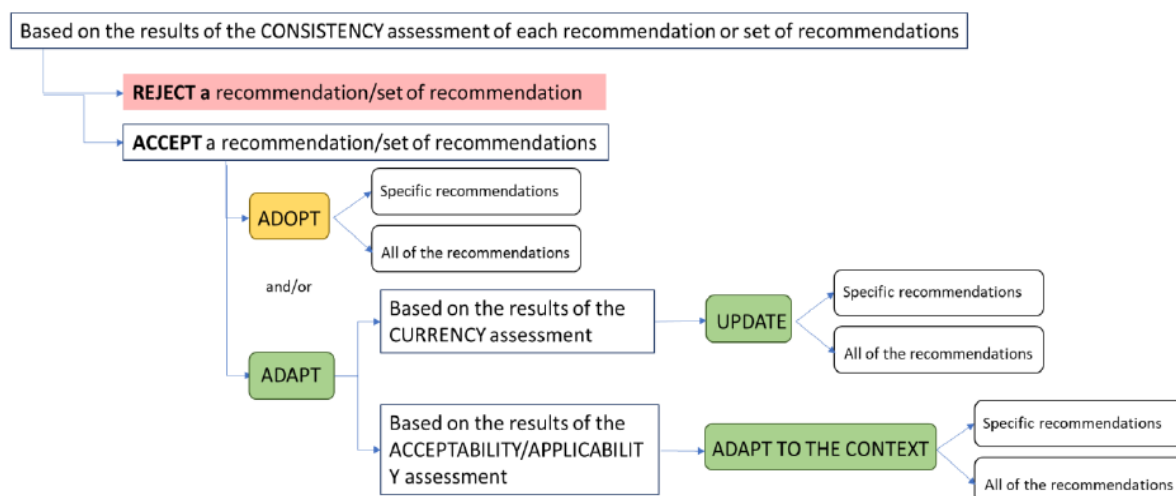 Based on the results of the CONSISTENCY assessment of each recommendation or set of recommendations
REJECT a recommendation/set of recommendation
ACCEPT a recommendation/set of recommendations
Specific recommendations
ADOPT
All of the recommendations
and/or
Based on the results of the
CURRENCY assessment
UPDATE
Specific recommendations
All of the recommendations
ADAPT
Based on the results of the
ACCEPTABILITY/APPLICABILIT
Y assessment
ADAPT TO THE CONTEXT
Specific recommendations
All of the recommendations